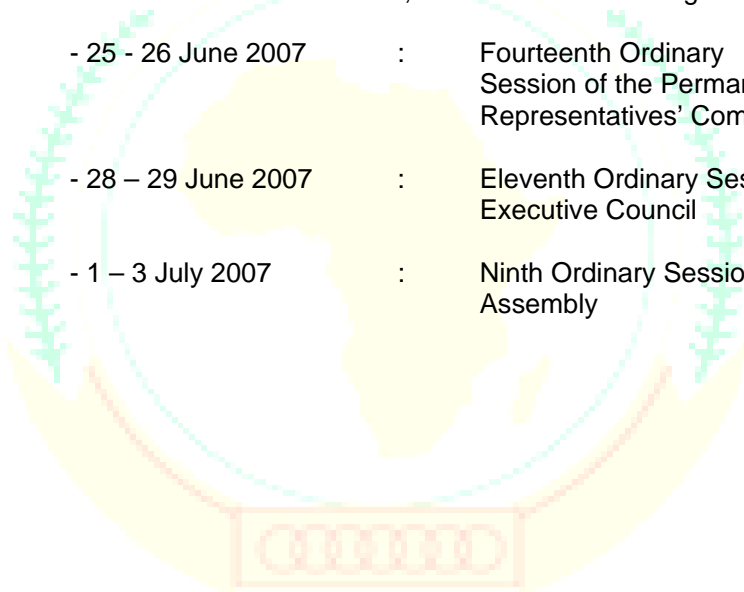 - 25 - 26 June 2007 : Fourteenth Ordinary
Session of the Perma
Representatives’ Com
- 28 – 29 June 2007 : Eleventh Ordinary Ses
Executive Council
- 1 – 3 July 2007 : Ninth Ordinary Sessio
Assembly